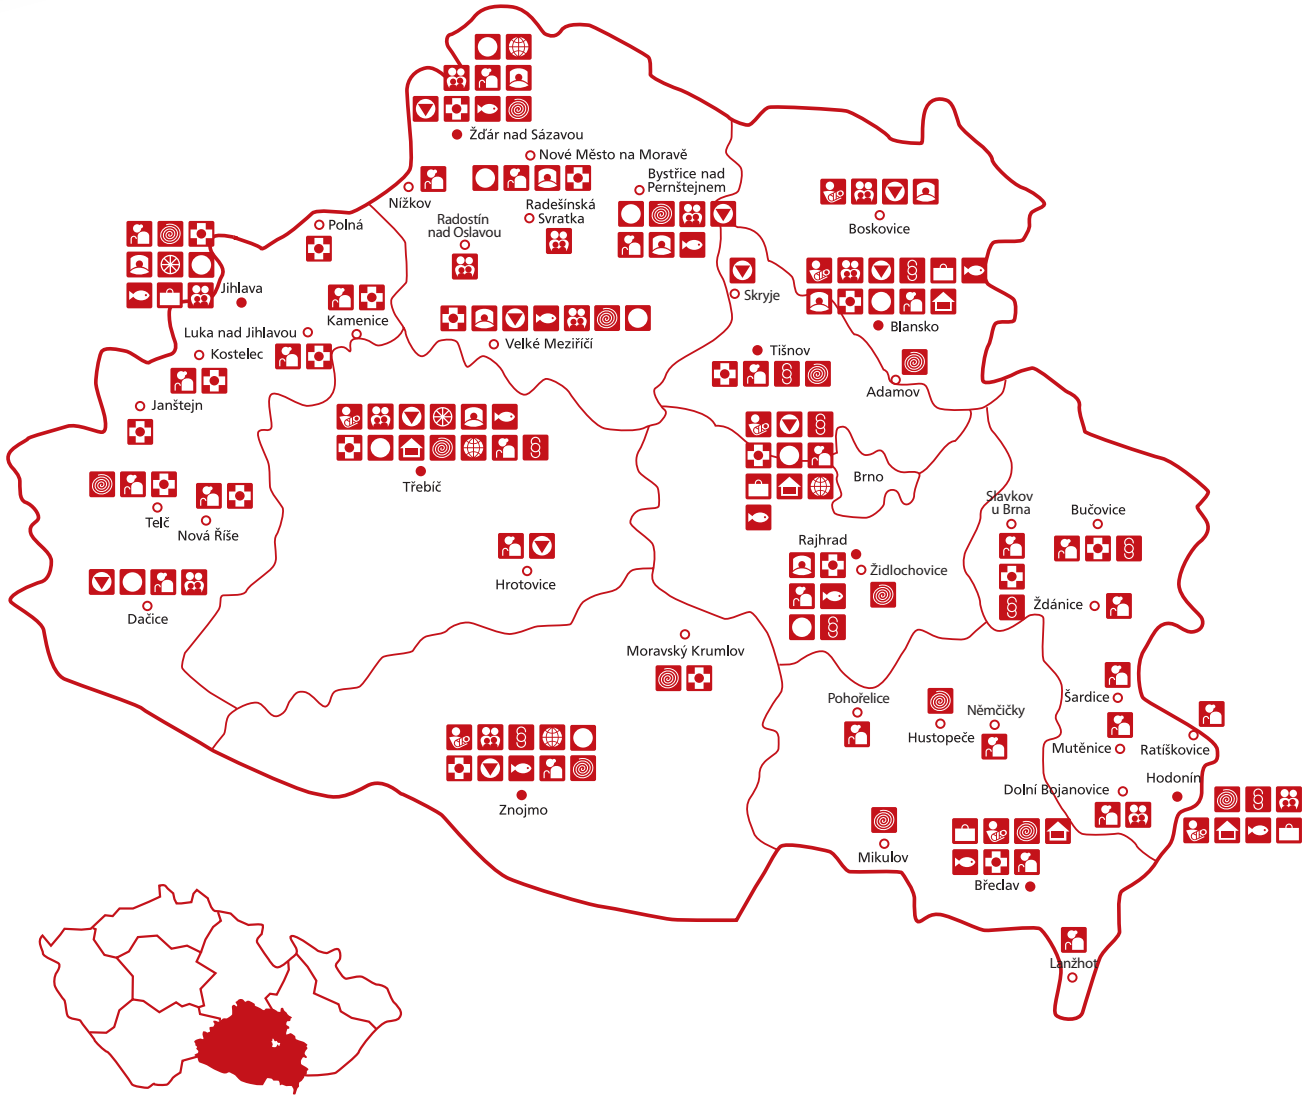 Žďár nad Sázavou
Nové Město na Moravě
Bystřice nad
Pernštejnem
Nížkov
Radešínská
Svratka
Radostín
nad Oslavou
Polná
Boskovice
Jihlava
Skryje
Kamenice
Luka nad Jihlavou
Velké Meziříčí
Blansko
Kostelec
Tišnov
Adamov
Janštejn
Třebíč
Brno
Telč
Nová Říše
Slavkov
u Brna
Bučovice
Rajhrad
Židlochovice
Hrotovice
Dačice
Ždánice
Moravský Krumlov
Pohořelice
Hustopeče
Němčičky
Šardice
Mutěnice
Ratíškovice
Hodonín
Dolní Bojanovice
Znojmo
Mikulov
Břeclav
Lanžhot